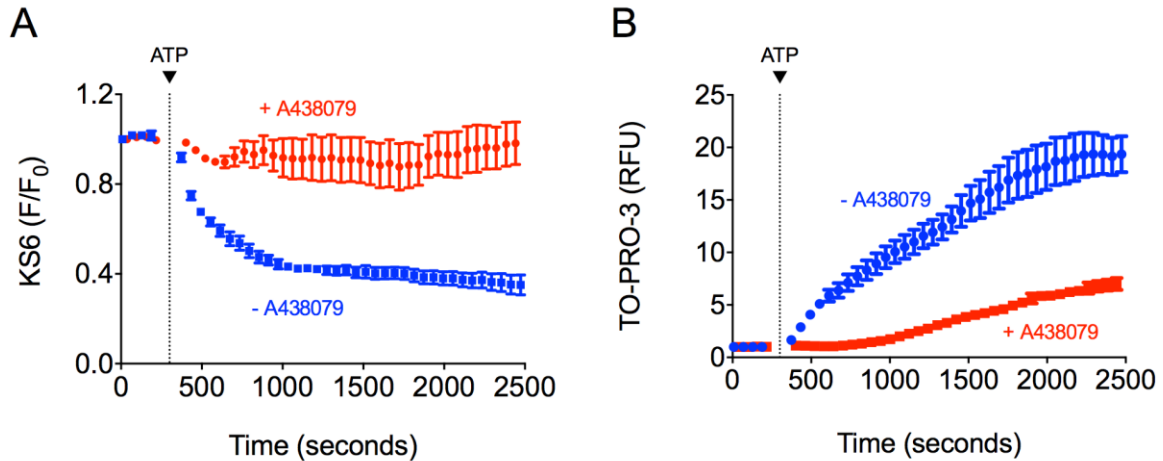 A
ATP
1.2
0.8
0.4
0.0
KS6 (F/F0)
+ A438079
- A438079
0 500 1000 1500 2000 2500
Time (seconds)
B
ATP
25
20
15
10
5
0
TO-PRO-3 (RFU)
- A438079
+ A438079
0 500 1000 1500 2000 2500
Time (seconds)